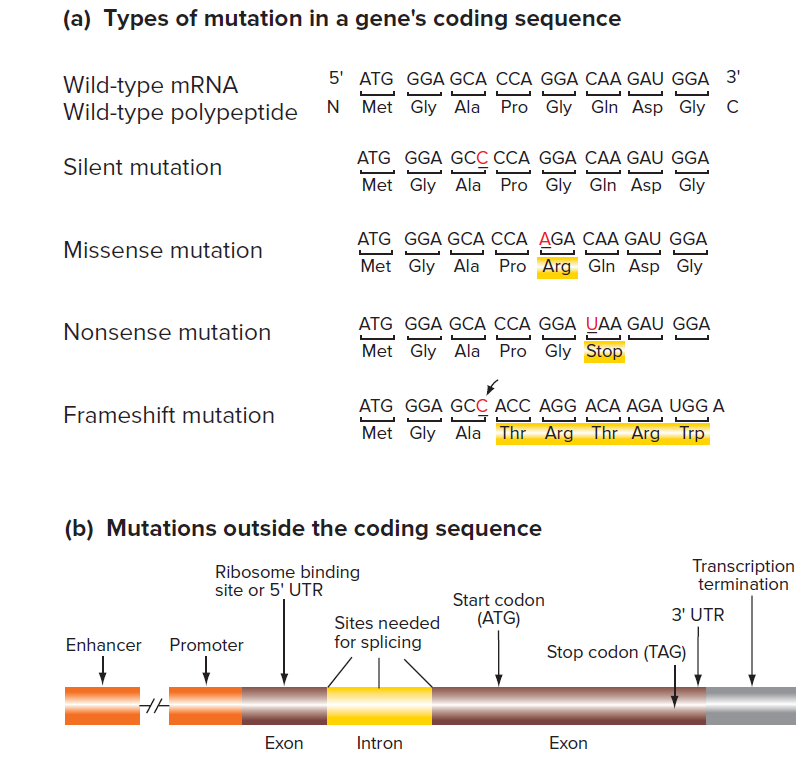 (a) Types of mutation in a gene's coding sequence
Wild-type mRNA 5' ATG GGA GCA CCA GGA CAA GAU GGA 3'
Wild-type polypeptide N Met Gly Ala Pro Gly Gln Asp Gly C
Silent mutation ATG GGA GCC CCA GGA CAA GAU GGA
Met Gly Ala Pro Gly Gln Asp Gly
Missense mutation ATG GGA GCA CCA AGA CAA GAU GGA
Met Gly Ala Pro Arg Gln Asp Gly
Nonsense mutation ATG GGA GCA CCA GGA UAA GAU GGA
Met Gly Ala Pro Gly Stop
Frameshift mutation ATG GGA GCC ACC AGG ACA AGA UGG A
Met Gly Ala Thr Arg Thr Arg Trp
(b) Mutations outside the coding sequence
Enhancer
Promoter
Ribosome binding
site or 5' UTR
Sites needed
for splicing
Start codon
(ATG)
Stop codon (TAG)
3' UTR
Transcription
termination
Exon
Intron
Exon